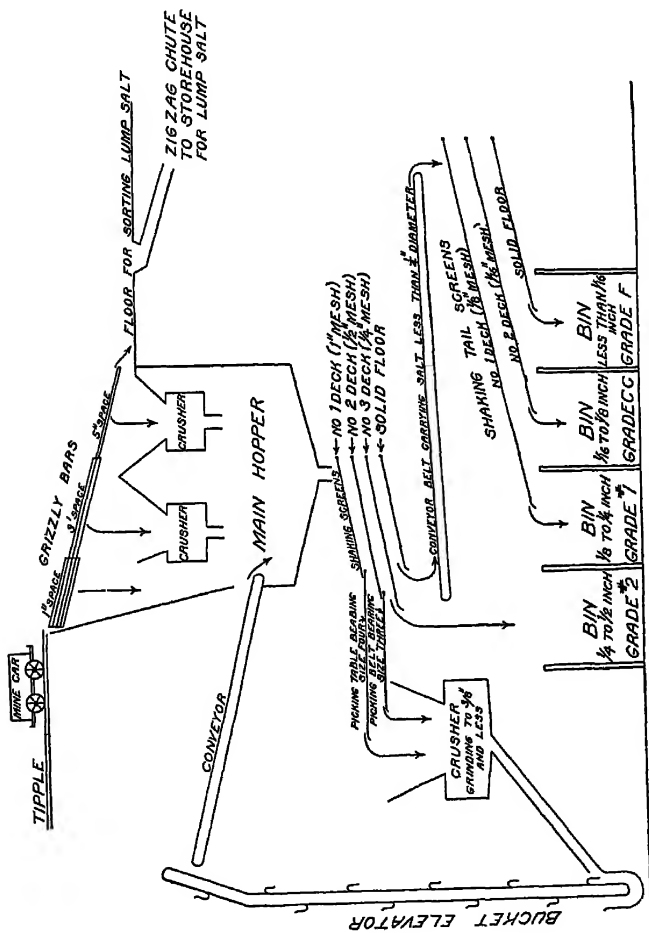 TIPPLE
MINE CAR
GRIZZLY BARS
1" SPACE
3" SPACE
5" SPACE
FLOOR FOR SORTING LUMP SALT
ZIGZAG CHUTE
TO STOREHOUSE
FOR LUMP SALT
CRUSHER
CRUSHER
MAIN HOPPER
CONVEYOR
SHAKING SCREENS
NO 1 DECK (1" MESH)
NO 2 DECK (1/2" MESH)
NO 3 DECK (1/4" MESH)
SOLID FLOOR
PICKING TABLE BEARING
SIZE FOUR
PICKING BELT BEARING
SIZE THREE
CRUSHER
GRINDING TO 3/8"
AND LESS
CONVEYOR BELT CARRYING SALT LESS THAN 1/4" DIAMETER
SHAKING TAIL SCREENS
NO 1 DECK (1/8" MESH)
NO 2 DECK (1/16" MESH)
SOLID FLOOR
BUCKET ELEVATOR
BIN
1/4 TO 1/2 INCH
GRADE #2
BIN
1/8 TO 1/4 INCH
GRADE #1
BIN
1/16 TO 1/8 INCH
GRADE CC
BIN
LESS THAN 1/16
INCH
GRADE F